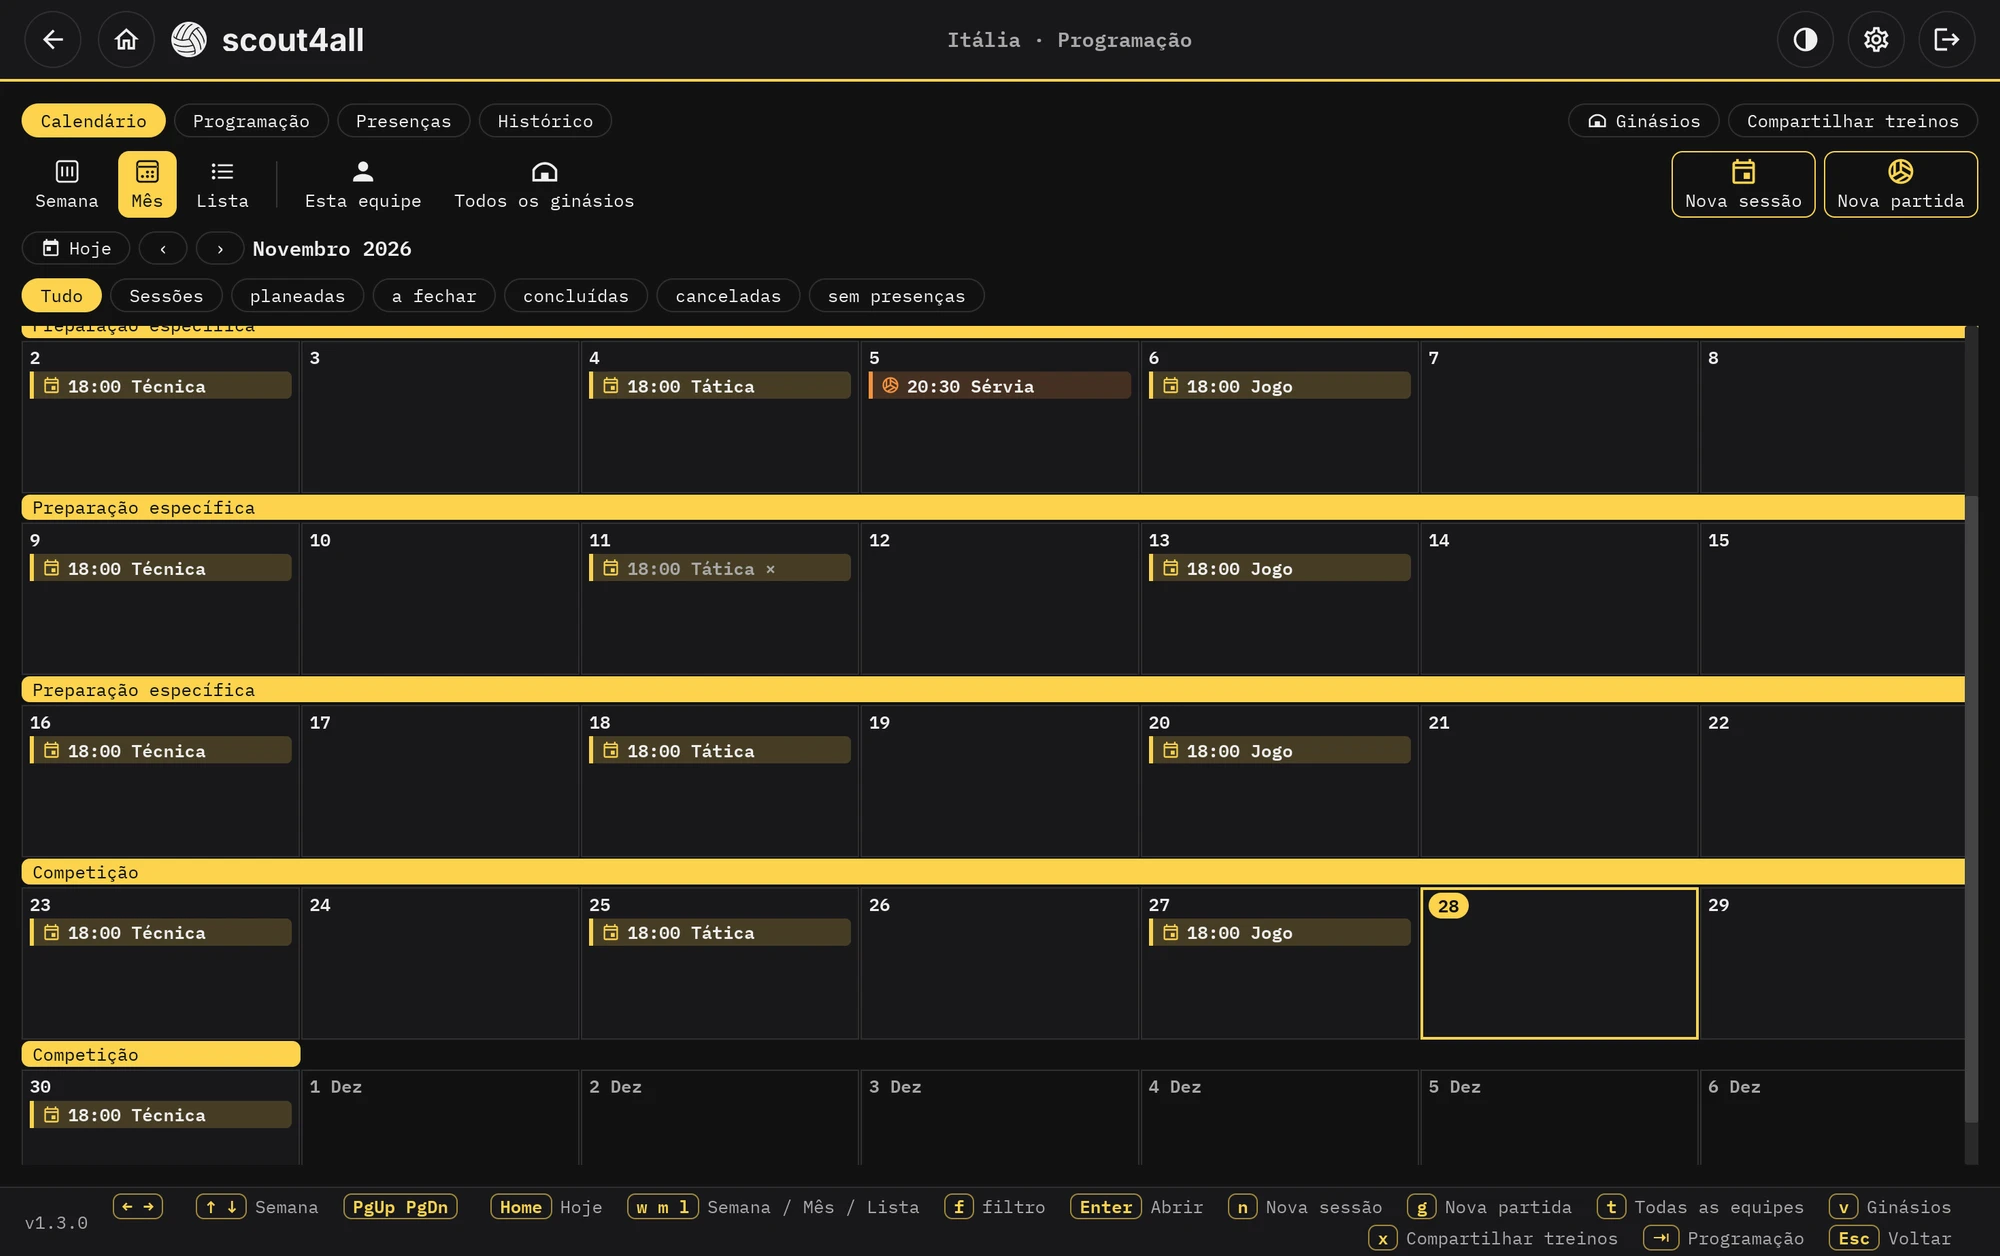 scout4all
Itália · Programação
Calendário Programação Presenças Histórico Ginásios Compartilhar treinos
Semana Mês Lista Esta equipe Todos os ginásios Nova sessão Nova partida
Hoje ‹ › Novembro 2026
Tudo Sessões planeadas a fechar concluídas canceladas sem presenças
Preparação específica
2 3 4 5 6 7 8
18:00 Técnica 18:00 Tática 20:30 Sérvia 18:00 Jogo
Preparação específica
9 10 11 12 13 14 15
18:00 Técnica 18:00 Tática × 18:00 Jogo
Preparação específica
16 17 18 19 20 21 22
18:00 Técnica 18:00 Tática 18:00 Jogo
Competição
23 24 25 26 27 28 29
18:00 Técnica 18:00 Tática 18:00 Jogo
Competição
30 1 Dez 2 Dez 3 Dez 4 Dez 5 Dez 6 Dez
18:00 Técnica
v1.3.0 ← → ↑ ↓ Semana PgUp PgDn Home Hoje w m l Semana / Mês / Lista f filtro Enter Abrir n Nova sessão g Nova partida t Todas as equipes v Ginásios
x Compartilhar treinos ⇥ Programação Esc Voltar